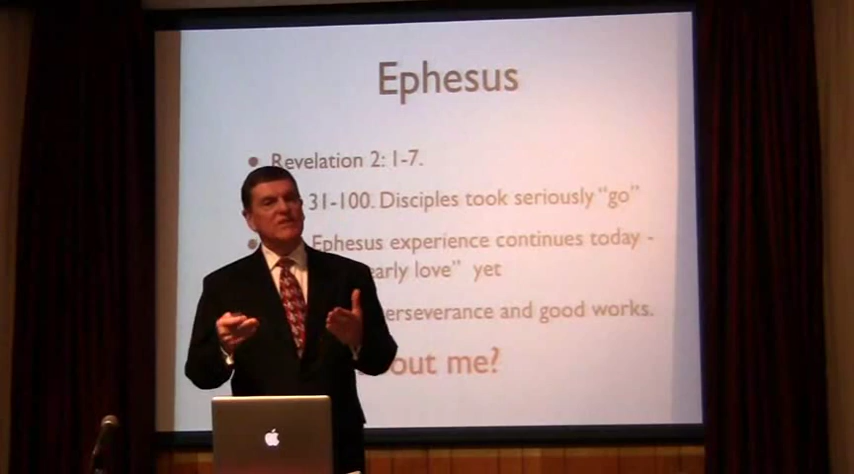 Ephesus
Revelation 2: 1-7.
31-100. Disciples took seriously "go"
Ephesus experience continues today -
early love" yet
perseverance and good works.
out me?